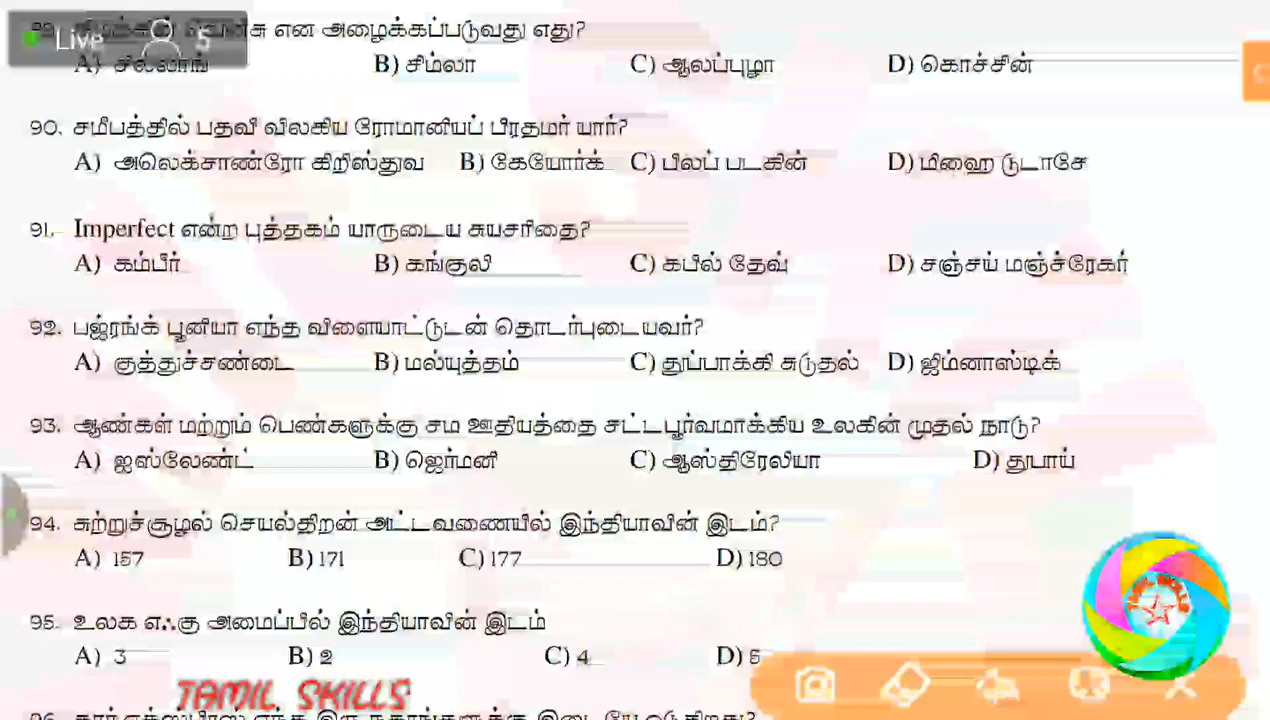 Live 5
என அழைக்கப்படுவது எது?
A) சில்லாங் B) சிம்லா C) ஆலப்புழா D) கொச்சின்
90. சமீபத்தில் பதவி விலகிய ரோமானியப் பிரதமர் யார்?
A) அலெக்சாண்ரோ கிறிஸ்துவ B) கேயோர்க் C) பிலப் படகின் D) மிஹை டுடாசே
91. Imperfect என்ற புத்தகம் யாருடைய சுயசரிதை?
A) கம்பீர் B) கங்குலி C) கபில் தேவ் D) சஞ்சய் மஞ்ச்ரேகர்
92. பஜ்ரங்க் பூனியா எந்த விளையாட்டுடன் தொடர்புடையவர்?
A) குத்துச்சண்டை B) மல்யுத்தம் C) துப்பாக்கி சுடுதல் D) ஜிம்னாஸ்டிக்
93. ஆண்கள் மற்றும் பெண்களுக்கு சம ஊதியத்தை சட்டபூர்வமாக்கிய உலகின் முதல் நாடு?
A) ஐஸ்லேண்ட் B) ஜெர்மனி C) ஆஸ்திரேலியா D) துபாய்
94. சுற்றுச்சூழல் செயல்திறன் அட்டவணையில் இந்தியாவின் இடம்?
A) 157 B) 171 C) 177 D) 180
95. உலக எஃகு அமைப்பில் இந்தியாவின் இடம்
A) 3 B) 2 C) 4 D) 5
TAMIL SKILLS